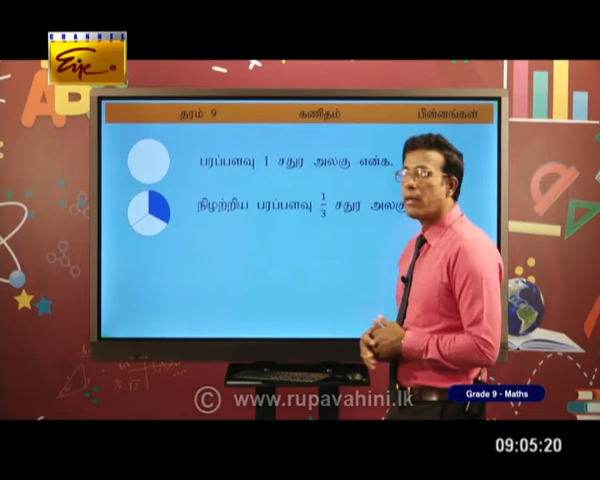 CHANNEL
Eye
தரம் 9 கணிதம் பின்னங்கள்
பரப்பளவு 1 சதுர அலகு என்க.
நிழற்றிய பரப்பளவு 1/3 சதுர அலகு
© www.rupavahini.lk
Grade 9 - Maths
09:05:20